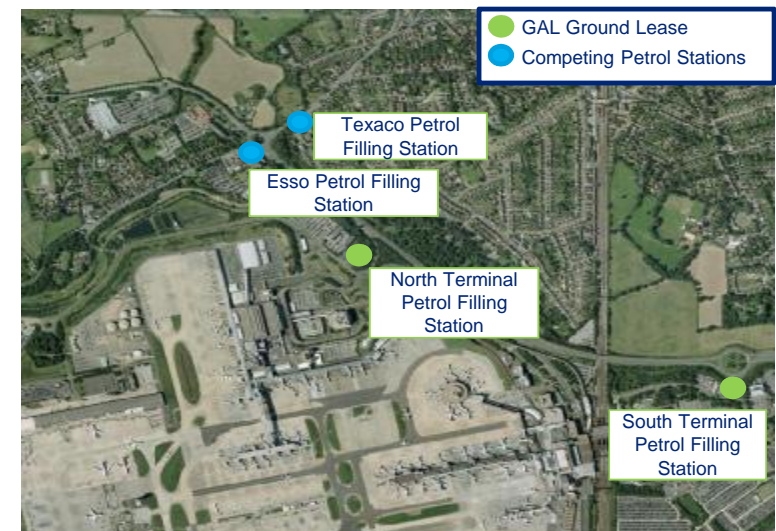 GAL Ground Lease
Competing Petrol Stations
Texaco Petrol
Filling Station
Esso Petrol Filling
Station
North Terminal
Petrol Filling
Station
South Terminal
Petrol Filling
Station